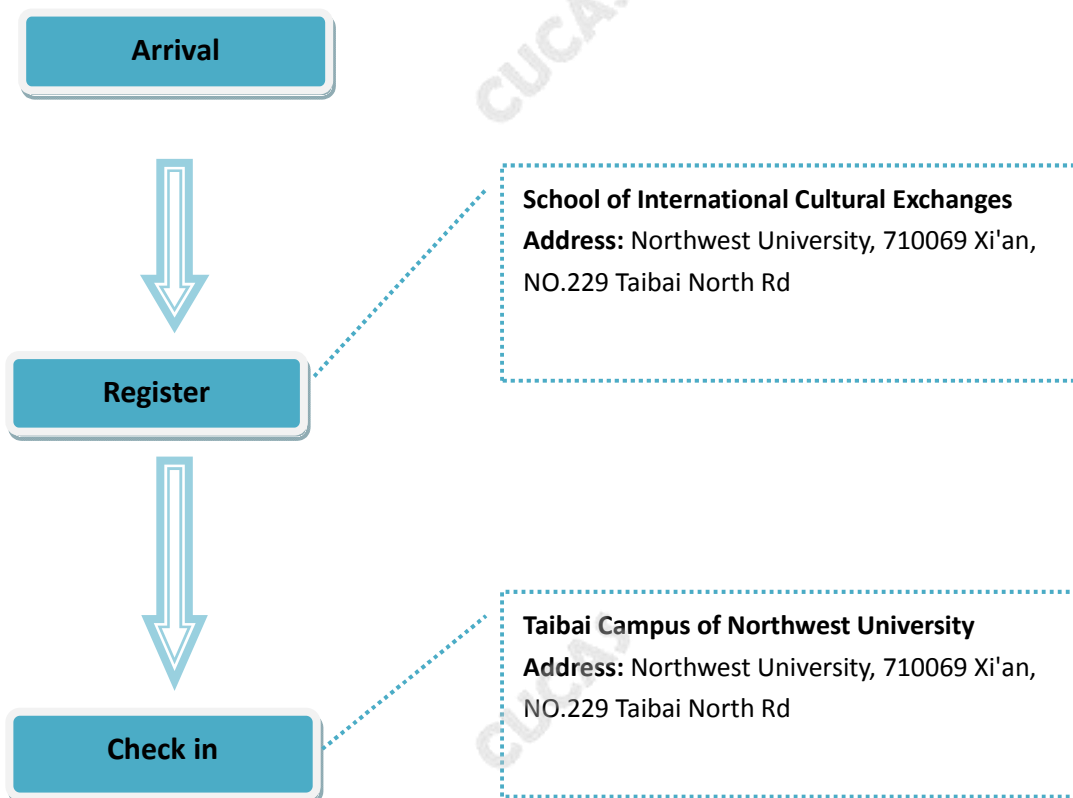 Arrival
CUCAS
School of International Cultural Exchanges
Address: Northwest University, 710069 Xi'an,
NO.229 Taibai North Rd
Register
Taibai Campus of Northwest University
Address: Northwest University, 710069 Xi'an,
NO.229 Taibai North Rd
CUCAS
Check in